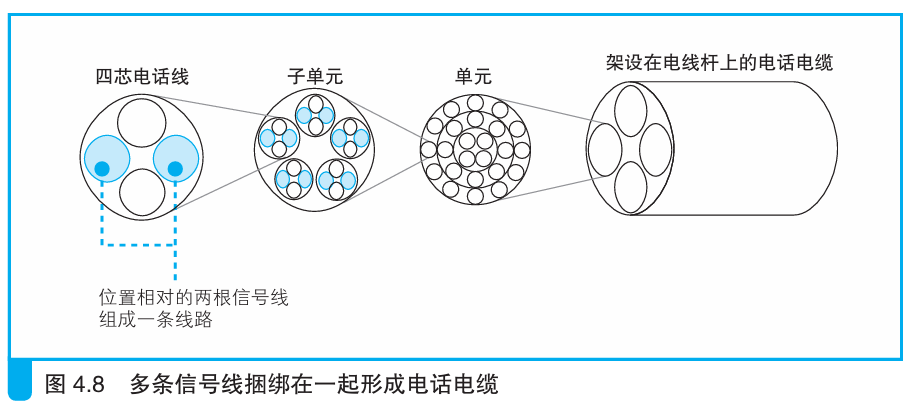 四芯电话线
子单元
单元
架设在电线杆上的电话电缆
位置相对的两根信号线
组成一条线路
图 4.8 多条信号线捆绑在一起形成电话电缆